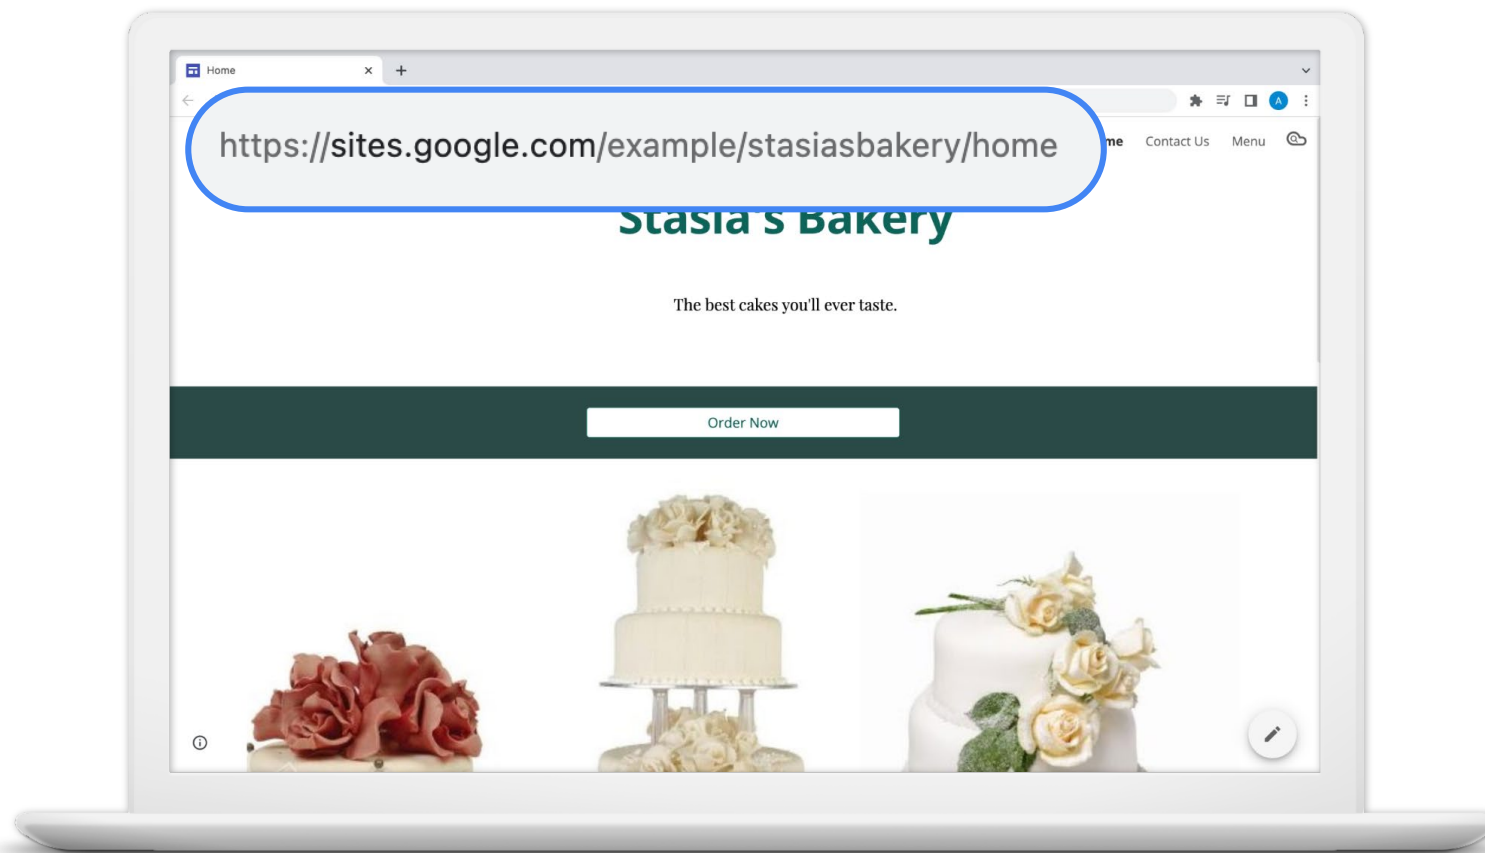 Home
https://sites.google.com/example/stasiasbakery/home
A
me Contact Us Menu
Stasia's Bakery
The best cakes you'll ever taste.
Order Now